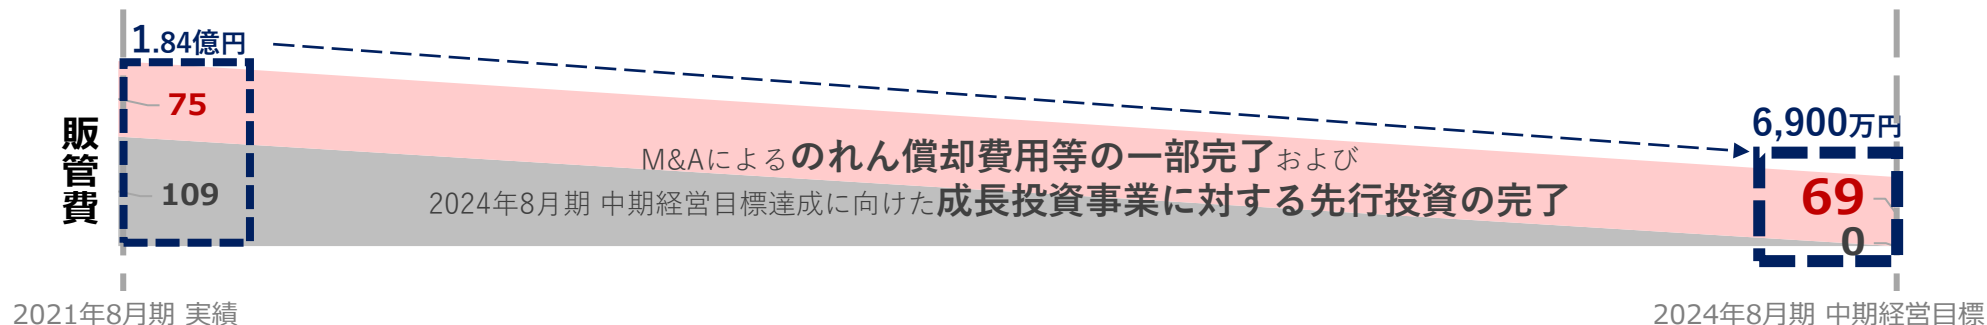 1.84億円
75
109
販管費
M&Aによるのれん償却費用等の一部完了および
2024年8月期 中期経営目標達成に向けた成長投資事業に対する先行投資の完了
6,900万円
69
0
2021年8月期 実績
2024年8月期 中期経営目標